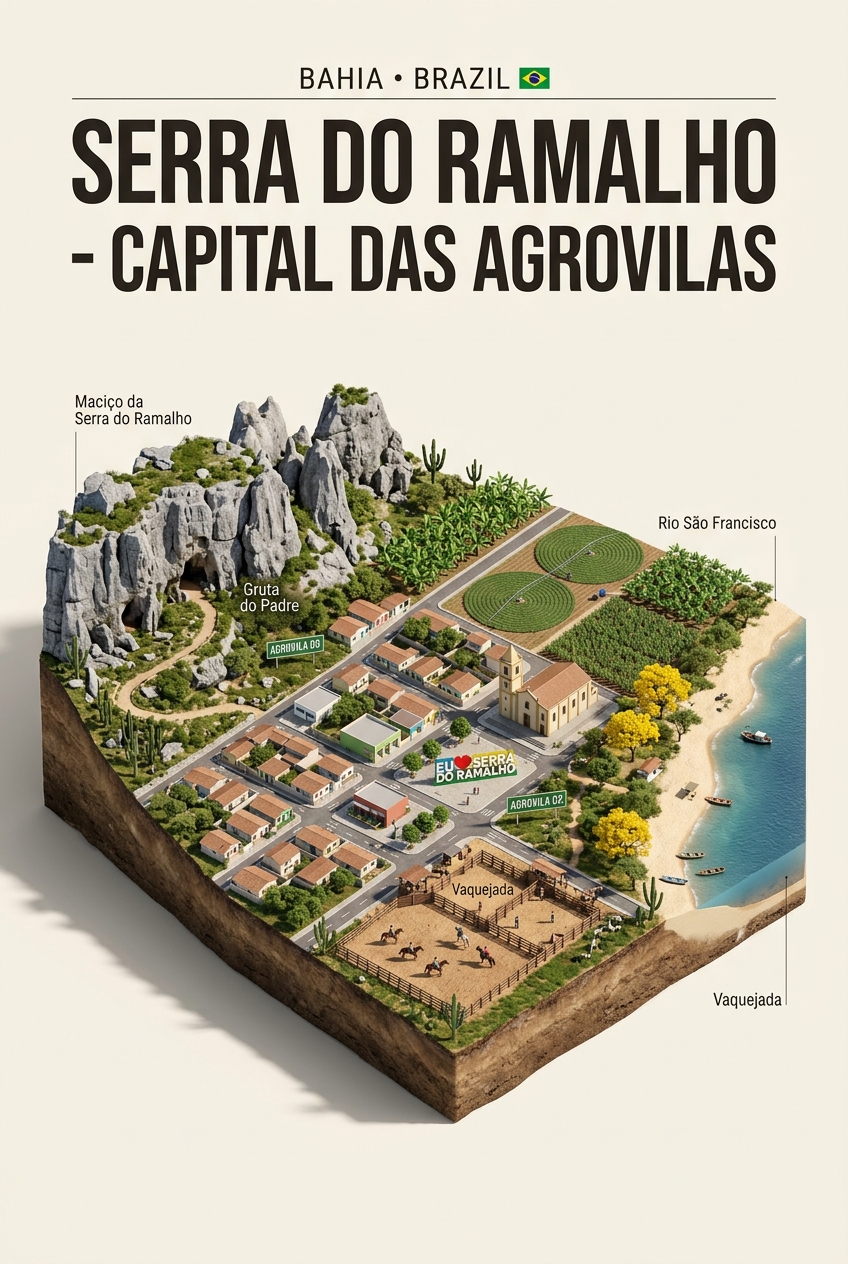 BAHIA • BRAZIL
SERRA DO RAMALHO
- CAPITAL DAS AGROVILAS
Maciço da
Serra do Ramalho
Rio São Francisco
Gruta
do Padre
AGROVILA 09
EU❤SERRA
DO RAMALHO
AGROVILA 02
Vaquejada
Vaquejada